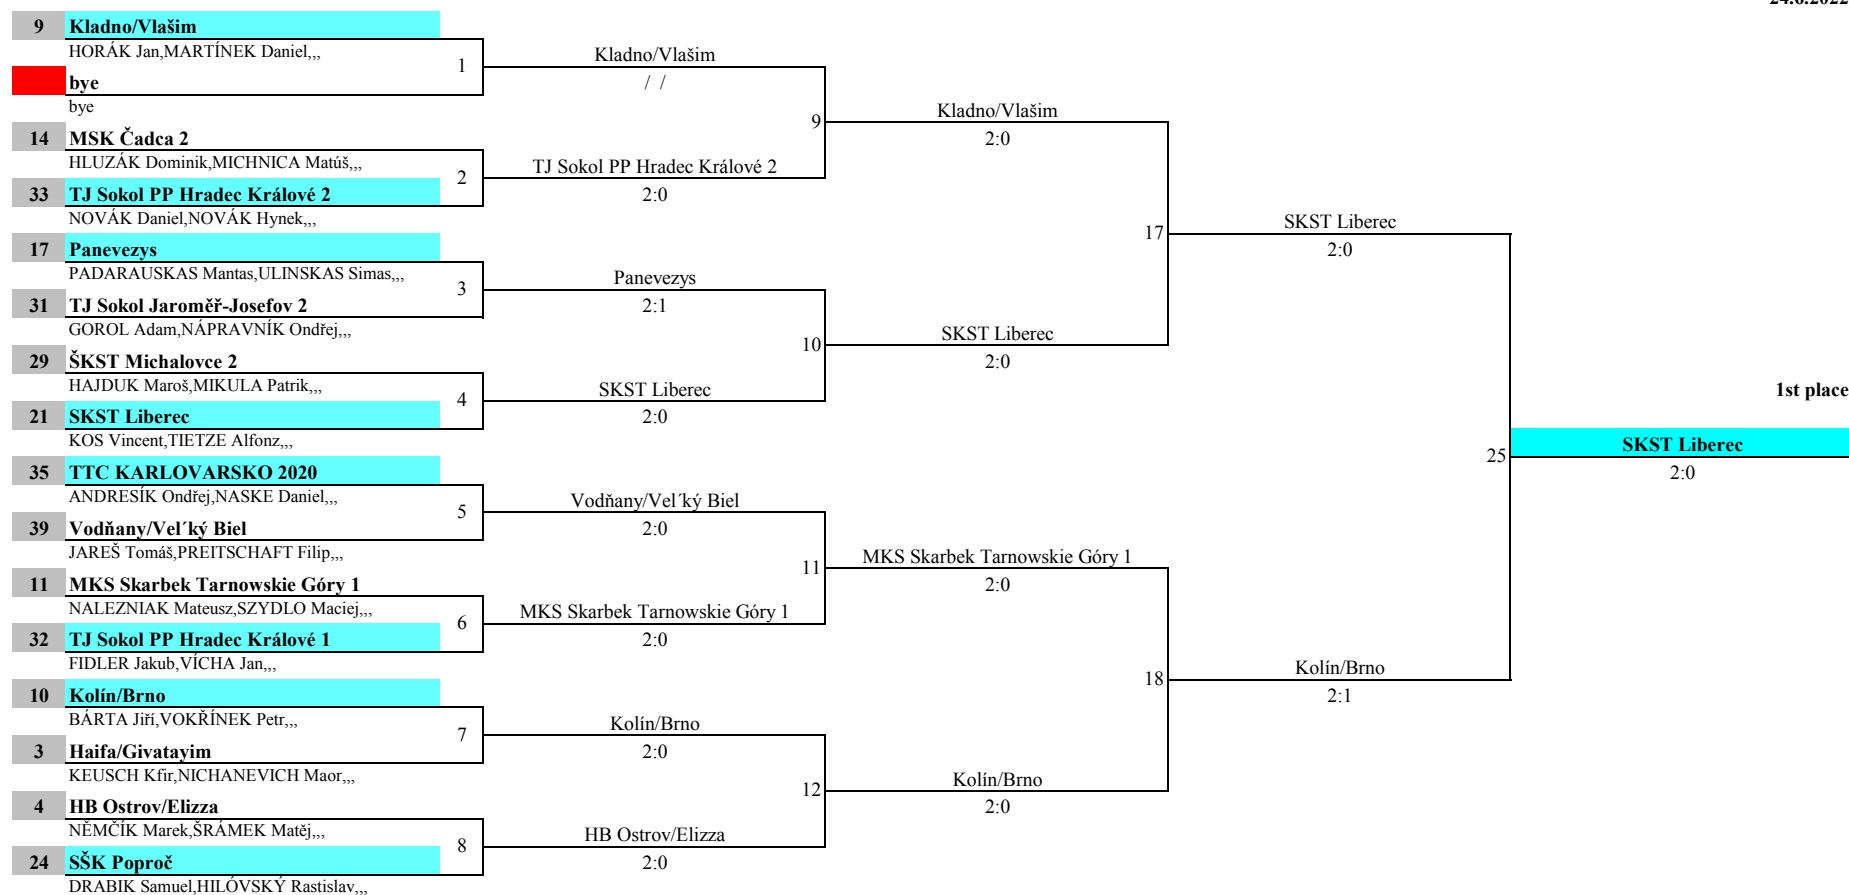 24.6.2022
9 Kladno/Vlašim
HORÁK Jan,MARTÍNEK Daniel,,,
1
Kladno/Vlašim
/ /
bye
bye
9
Kladno/Vlašim
2:0
14 MSK Čadca 2
HLUZÁK Dominik,MICHNICA Matúš,,,
2
TJ Sokol PP Hradec Králové 2
2:0
33 TJ Sokol PP Hradec Králové 2
NOVÁK Daniel,NOVÁK Hynek,,,
17
SKST Liberec
2:0
17 Panevezys
PADARAUSKAS Mantas,ULINSKAS Simas,,,
3
Panevezys
2:1
31 TJ Sokol Jaroměř-Josefov 2
GOROL Adam,NÁPRAVNÍK Ondřej,,,
10
SKST Liberec
2:0
29 ŠKST Michalovce 2
HAJDUK Maroš,MIKULA Patrik,,,
4
SKST Liberec
2:0
21 SKST Liberec
KOS Vincent,TIETZE Alfonz,,,
1st place
25
SKST Liberec
2:0
35 TTC KARLOVARSKO 2020
ANDRESÍK Ondřej,NASKE Daniel,,,
5
Vodňany/Vel´ký Biel
2:0
39 Vodňany/Vel´ký Biel
JAREŠ Tomáš,PREITSCHAFT Filip,,,
11
MKS Skarbek Tarnowskie Góry 1
2:0
11 MKS Skarbek Tarnowskie Góry 1
NALEZNIAK Mateusz,SZYDLO Maciej,,,
6
MKS Skarbek Tarnowskie Góry 1
2:0
32 TJ Sokol PP Hradec Králové 1
FIDLER Jakub,VÍCHA Jan,,,
18
Kolín/Brno
2:1
10 Kolín/Brno
BÁRTA Jiří,VOKŘÍNEK Petr,,,
7
Kolín/Brno
2:0
3 Haifa/Givatayim
KEUSCH Kfir,NICHANEVICH Maor,,,
12
Kolín/Brno
2:0
4 HB Ostrov/Elizza
NĚMČÍK Marek,ŠRÁMEK Matěj,,,
8
HB Ostrov/Elizza
2:0
24 SŠK Poproč
DRABIK Samuel,HILÓVSKÝ Rastislav,,,